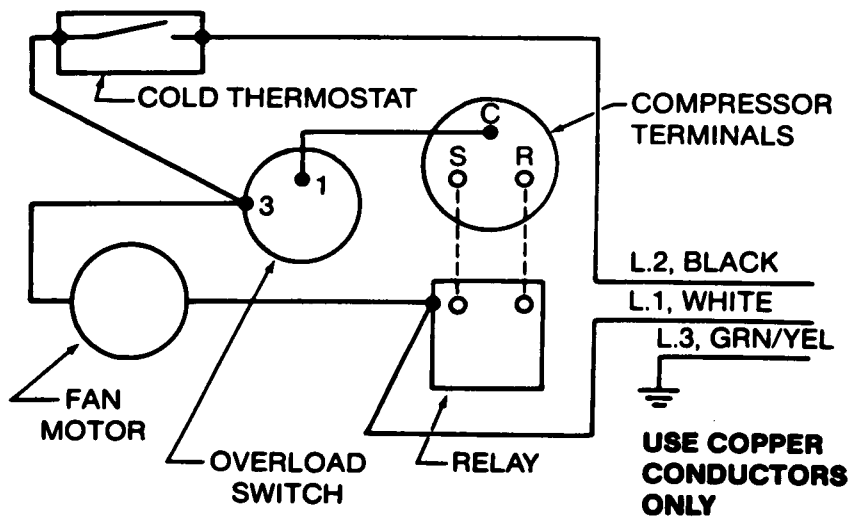 COLD THERMOSTAT
COMPRESSOR
TERMINALS
C
S
R
1
3
L.2, BLACK
L.1, WHITE
L.3, GRN/YEL
FAN
MOTOR
OVERLOAD
SWITCH
RELAY
USE COPPER
CONDUCTORS
ONLY